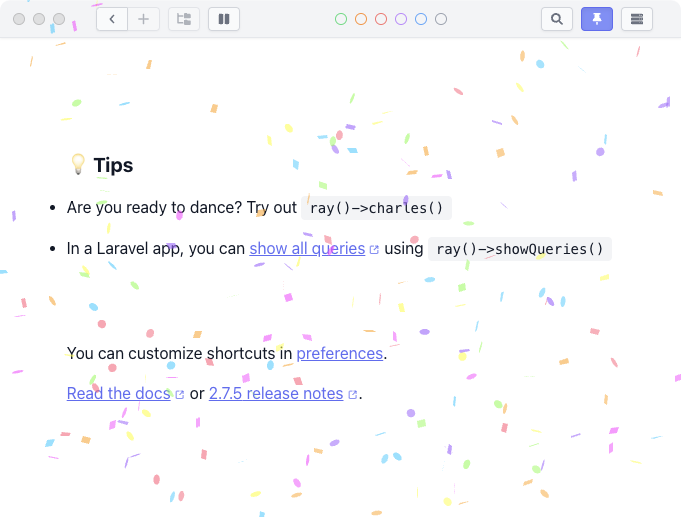 Tips
Are you ready to dance? Try out ray()->charles()
In a Laravel app, you can show all queries using ray()->showQueries()
You can customize shortcuts in preferences.
Read the docs or 2.7.5 release notes.